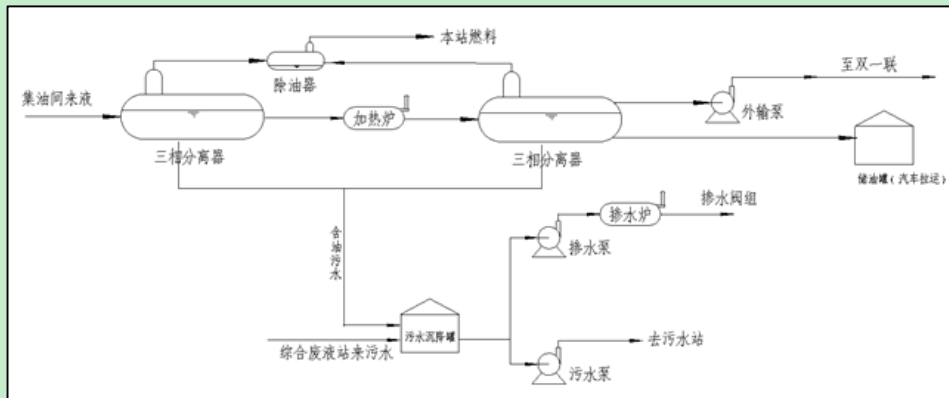 本站燃料
除油器
至双一联
集油间来液
加热炉
外输泵
三相分离器
三相分离器
储油罐(汽车拉运)
掺水阀组
掺水炉
含油污水
掺水泵
污水沉降罐
综合废液站来污水
去污水站
污水泵